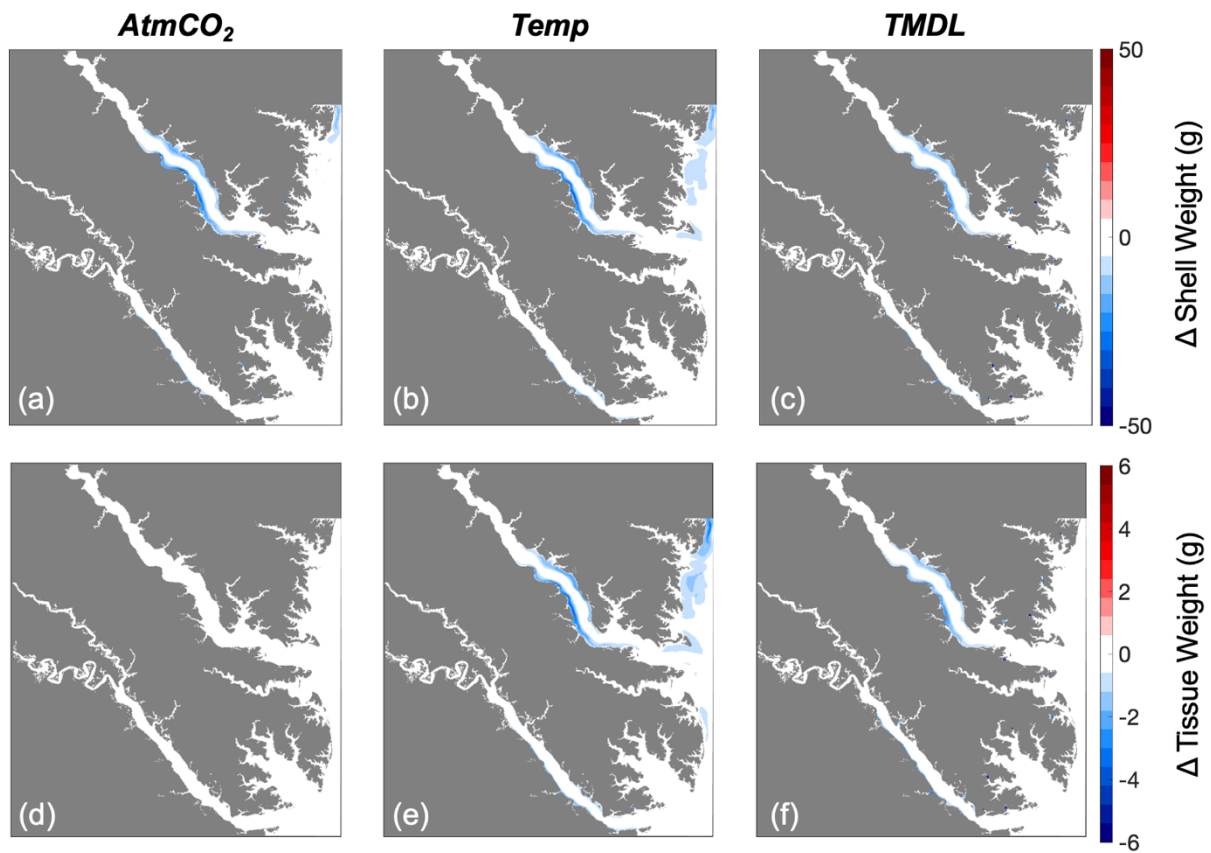 AtmCO₂ Temp TMDL
50
0
-50
Δ Shell Weight (g)
(a) (b) (c)
6
4
2
0
-2
-4
-6
Δ Tissue Weight (g)
(d) (e) (f)